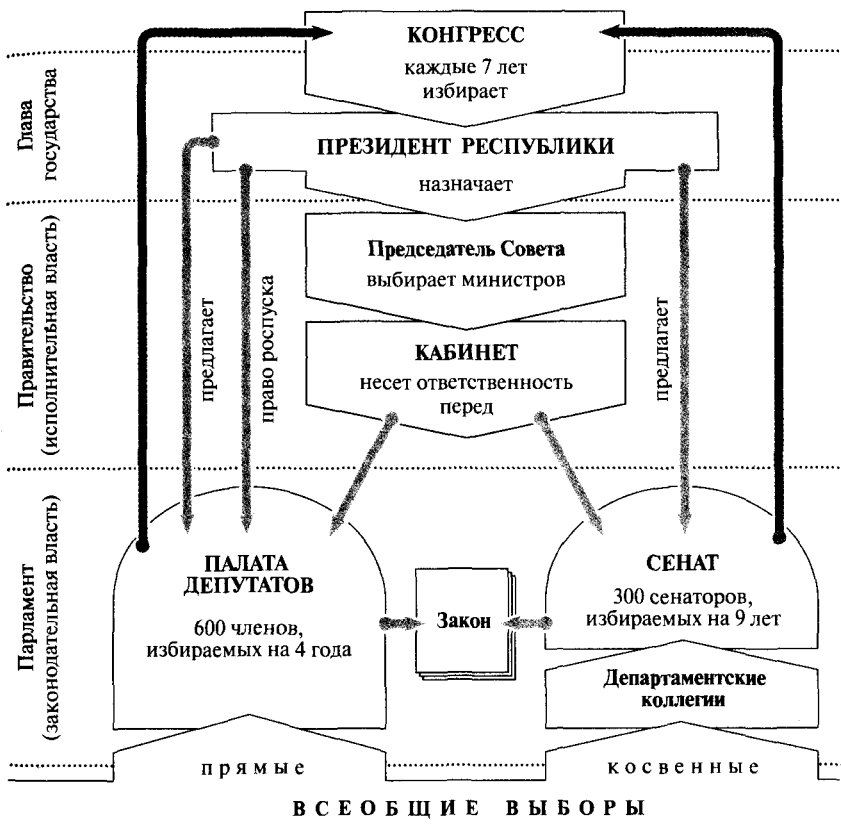 КОНГРЕСС
каждые 7 лет
избирает
Глава
государства
ПРЕЗИДЕНТ РЕСПУБЛИКИ
назначает
Правительство
(исполнительная власть)
предлагает
право роспуска
Председатель Совета
выбирает министров
КАБИНЕТ
несет ответственность
перед
предлагает
Парламент
(законодательная власть)
ПАЛАТА
ДЕПУТАТОВ
600 членов,
избираемых на 4 года
Закон
СЕНАТ
300 сенаторов,
избираемых на 9 лет
Департаментские
коллегии
прямые
косвенные
ВСЕОБЩИЕ ВЫБОРЫ